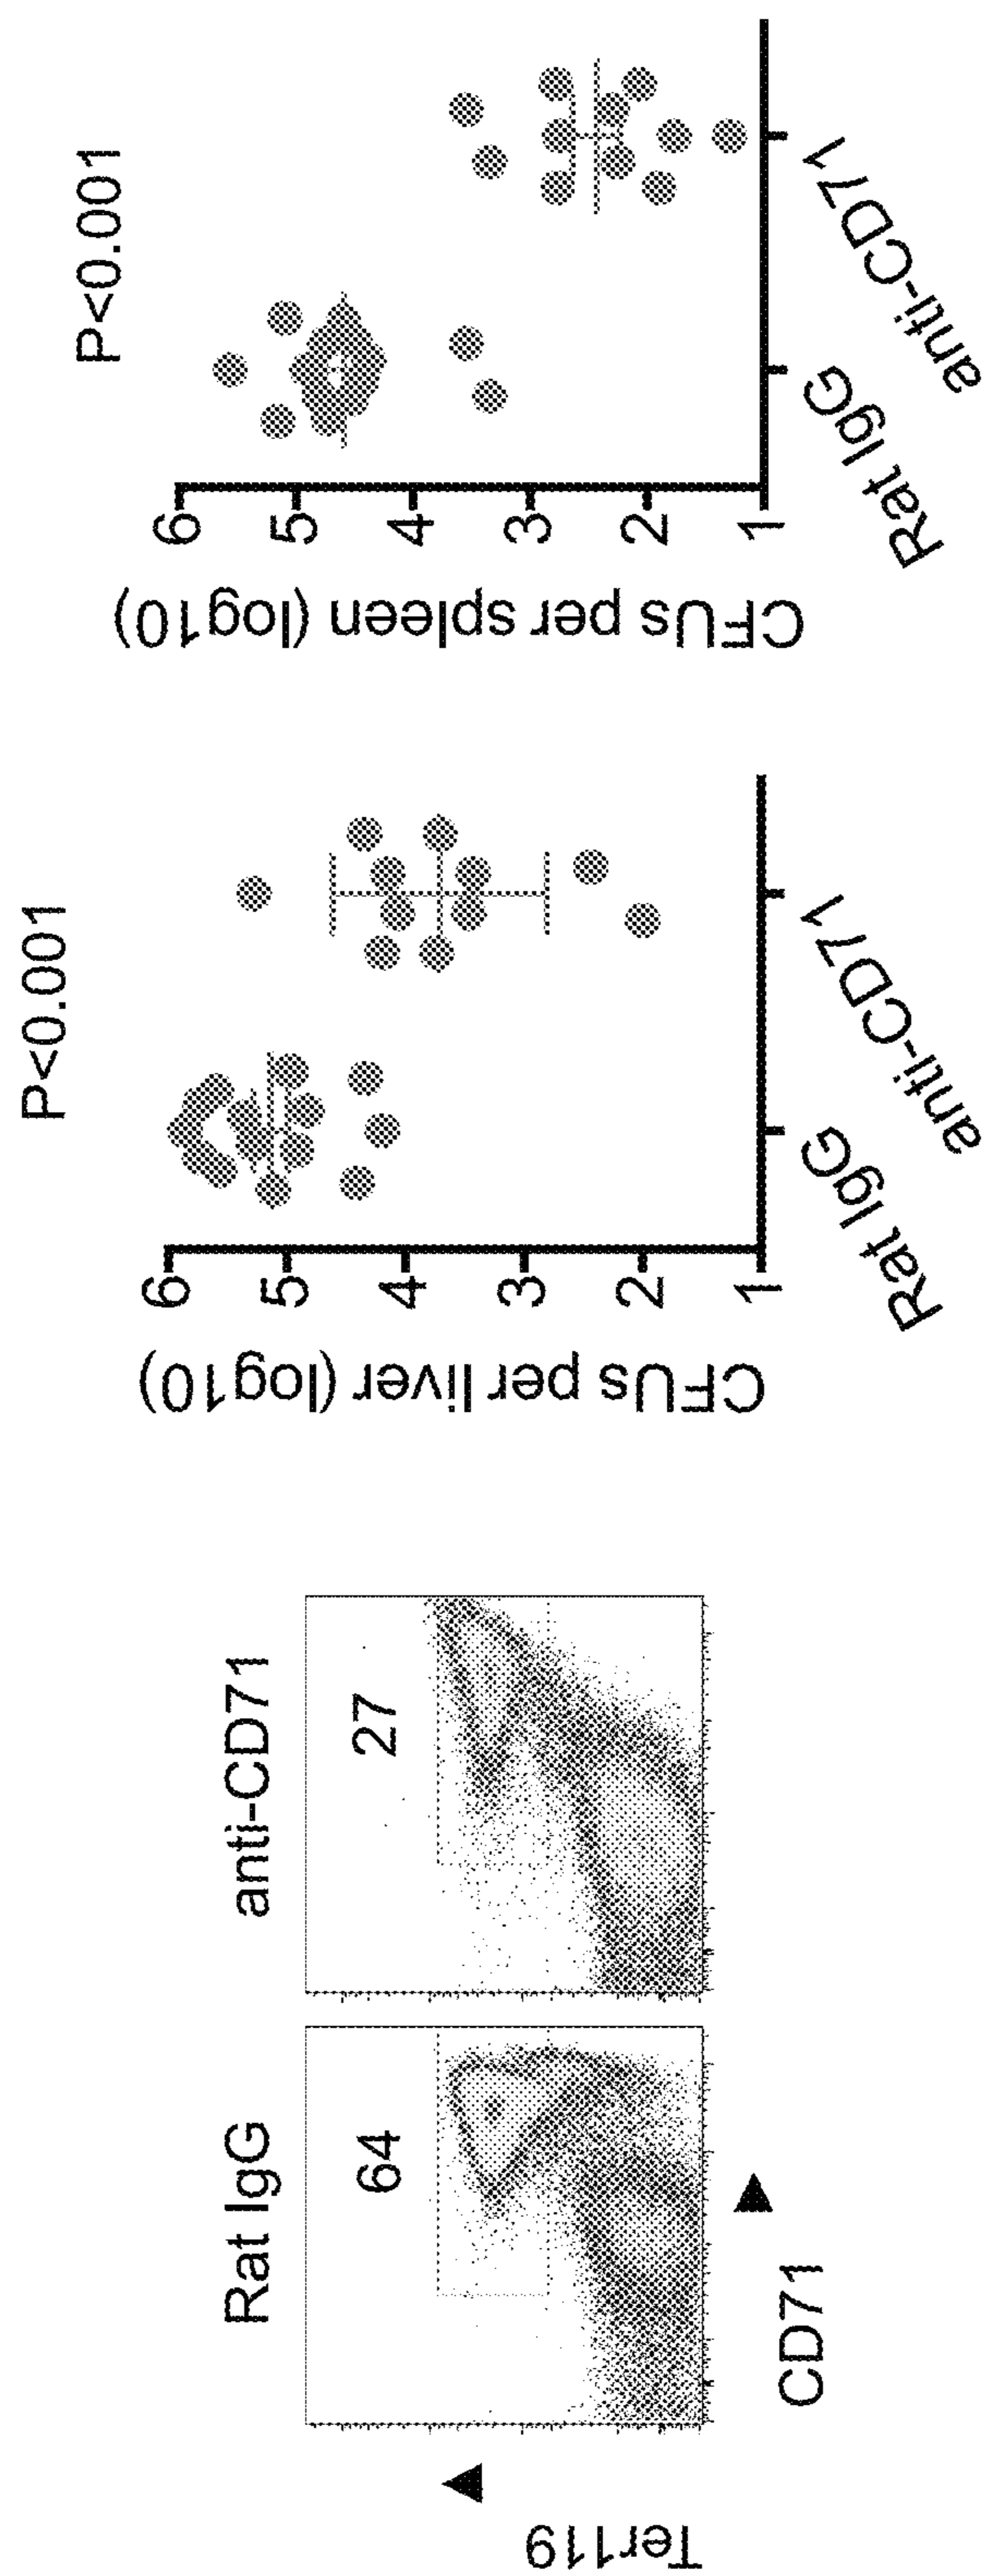 Rat IgG
anti-CD71
64
27
Ter119
CD71
P<0.001
CFUs per liver (log10)
6
5
4
3
2
1
Rat IgG
anti-CD71
P<0.001
CFUs per spleen (log10)
6
5
4
3
2
1
Rat IgG
anti-CD71